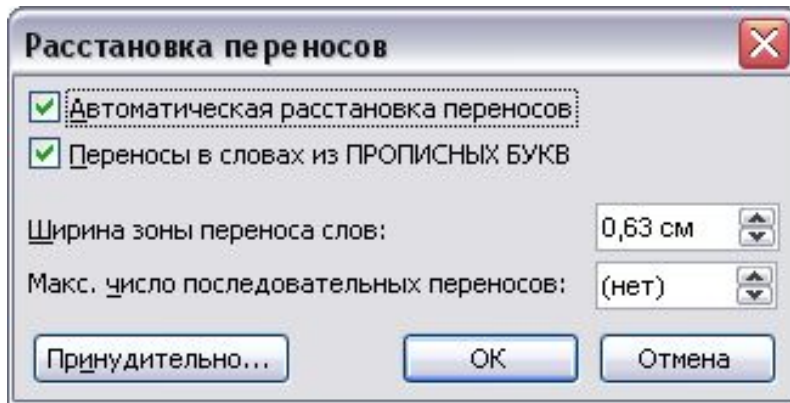 Расстановка переносов
Автоматическая расстановка переносов
Переносы в словах из ПРОПИСНЫХ БУКВ
Ширина зоны переноса слов: 0,63 см
Макс. число последовательных переносов: (нет)
Принудительно... ОК Отмена